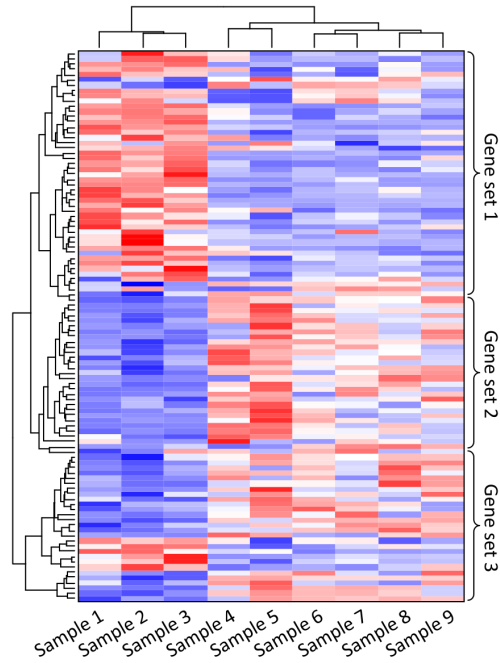 Gene set 1
Gene set 2
Gene set 3
Sample 1
Sample 2
Sample 3
Sample 4
Sample 5
Sample 6
Sample 7
Sample 8
Sample 9